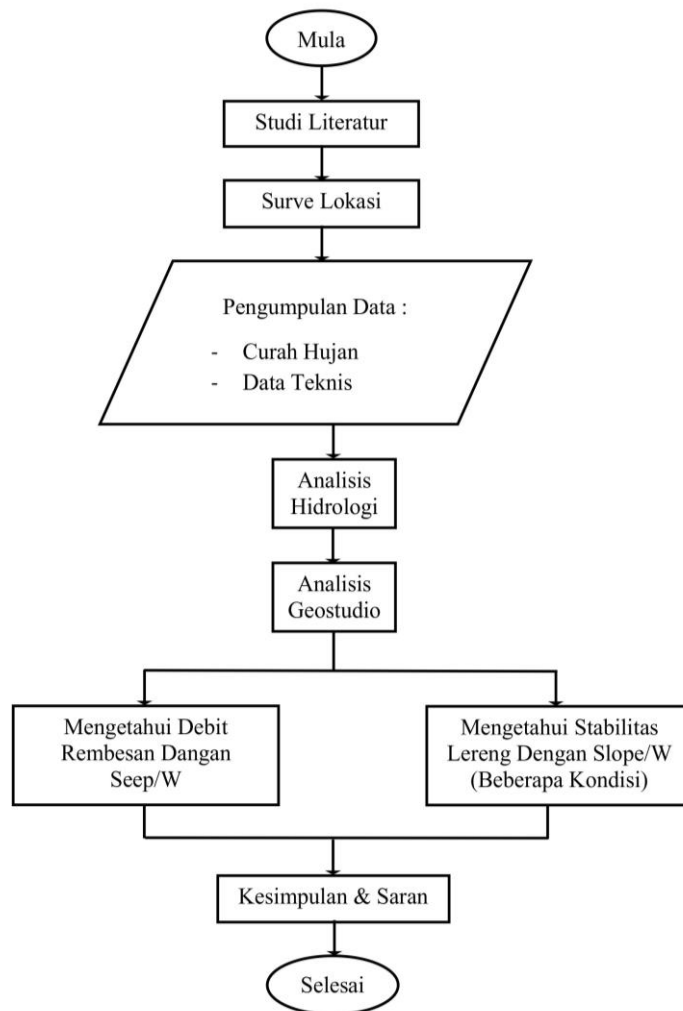 Mula
Studi Literatur
Surve Lokasi
Pengumpulan Data :
- Curah Hujan
- Data Teknis
Analisis
Hidrologi
Analisis
Geostudio
Mengetahui Debit
Rembesan Dangan
Seep/W
Mengetahui Stabilitas
Lereng Dengan Slope/W
(Beberapa Kondisi)
Kesimpulan & Saran
Selesai